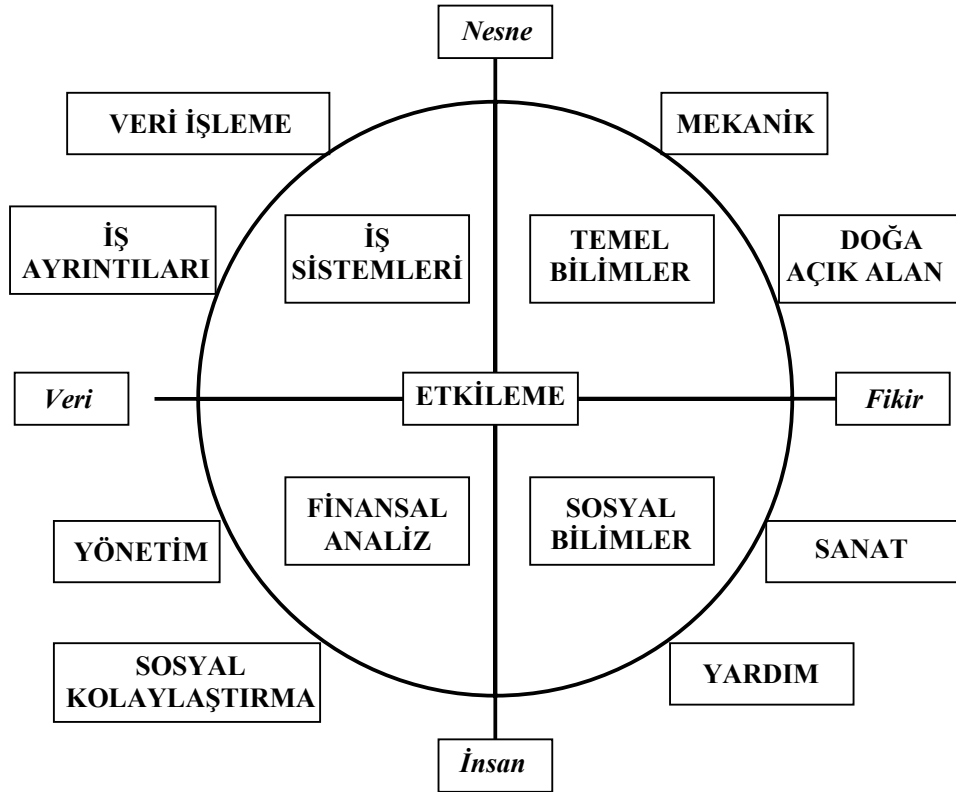 Nesne
VERİ İŞLEME
MEKANİK
İŞ
AYRINTILARI
İŞ
SİSTEMLERİ
TEMEL
BİLİMLER
DOĞA
AÇIK ALAN
Veri
ETKİLEME
Fikir
FİNANSAL
ANALİZ
SOSYAL
BİLİMLER
YÖNETİM
SANAT
SOSYAL
KOLAYLAŞTIRMA
YARDIM
İnsan